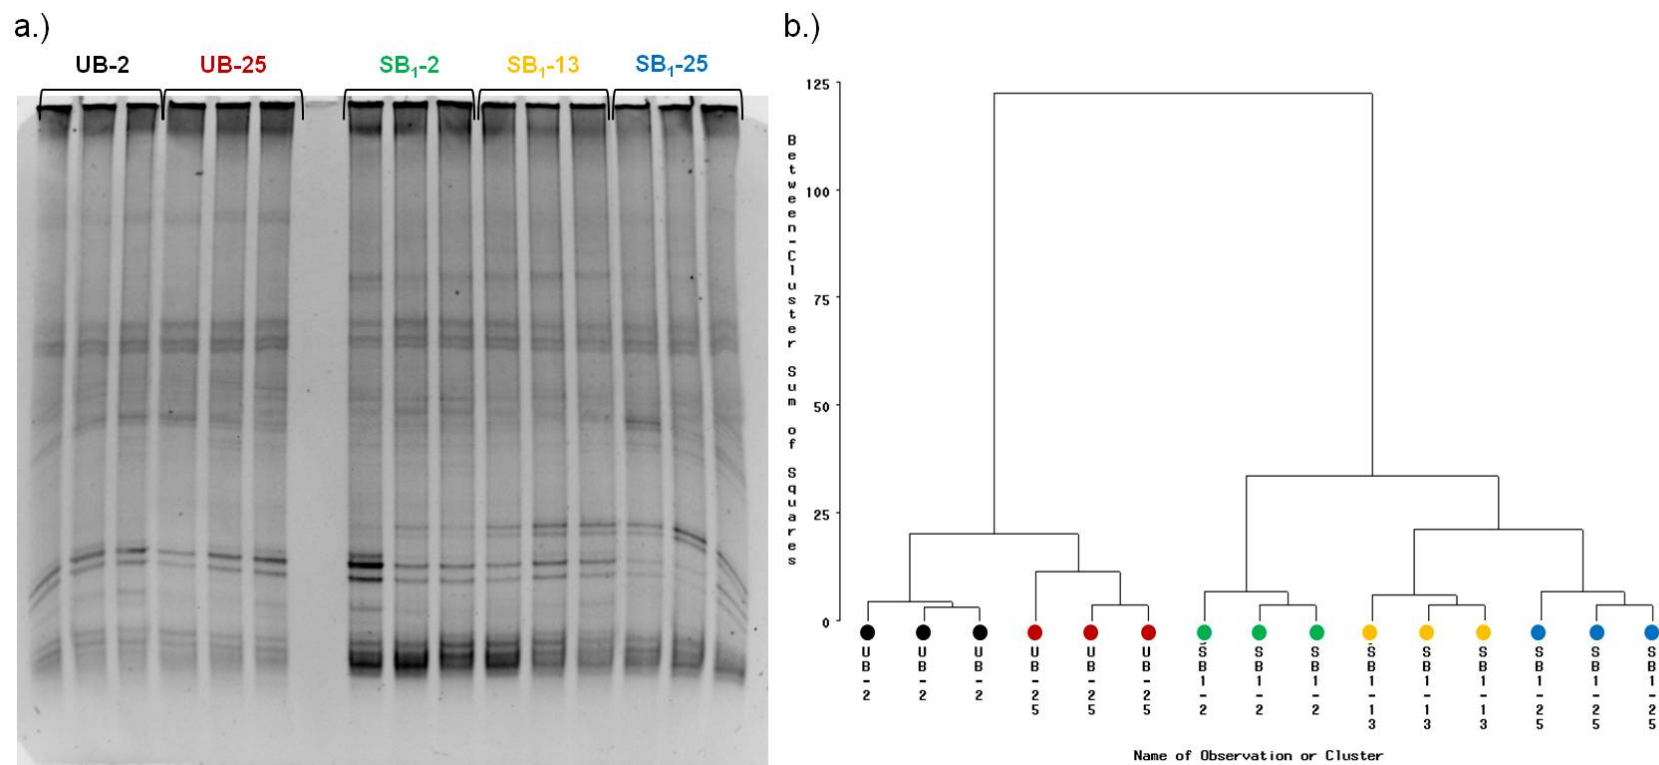 a.)
UB-2 UB-25 SB₁-2 SB₁-13 SB₁-25
b.)
Between-Cluster Sum of Squares
125
100
75
50
25
0
UB-2 UB-2 UB-2 UB-25 UB-25 UB-25 SB1-2 SB1-2 SB1-2 SB1-13 SB1-13 SB1-13 SB1-25 SB1-25 SB1-25
Name of Observation or Cluster